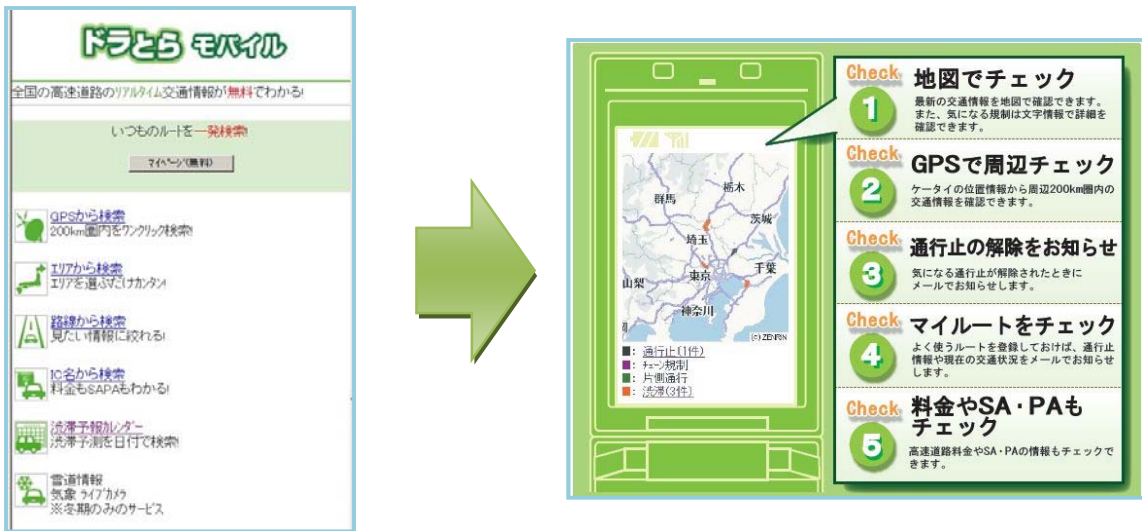 ドラとら モバイル
全国の高速道路のリアルタイム交通情報が無料でわかる!
いつものルートを一発検索!
マイページ(無料)
GPSから検索
200km圏内をワンクリック検索!
エリアから検索
エリアを選ぶだけカンタン!
路線から検索
見たい情報に絞れる!
IC名から検索
料金もSAPAもわかる!
渋滞予報カレンダー
渋滞予測を日付で検索!
雪道情報
気象 ライブカメラ
※冬期のみのサービス
群馬
栃木
茨城
埼玉
東京
千葉
山梨
神奈川
(c)ZENRIN
■: 通行止(1件)
■: チェーン規制
■: 片側通行
■: 渋滞(3件)
Check 1
地図でチェック
最新の交通情報を地図で確認できます。
また、気になる規制は文字情報で詳細を
確認できます。
Check 2
GPSで周辺チェック
ケータイの位置情報から周辺200km圏内の
交通情報を確認できます。
Check 3
通行止の解除をお知らせ
気になる通行止が解除されたときに
メールでお知らせします。
Check 4
マイルートをチェック
よく使うルートを登録しておけば、通行止
情報や現在の交通状況をメールでお知らせ
します。
Check 5
料金やSA・PAも
チェック
高速道路料金やSA・PAの情報もチェックで
きます。